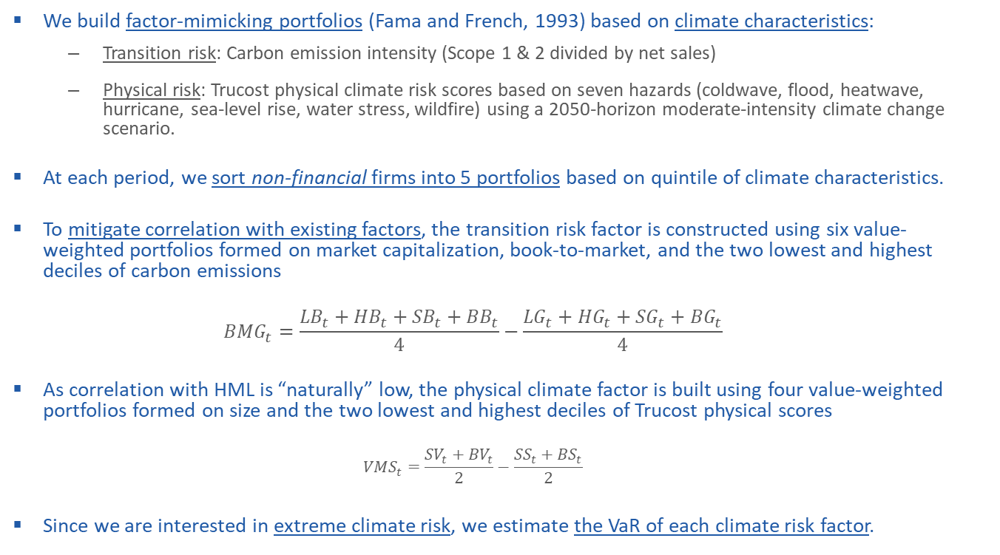 ▪ We build factor-mimicking portfolios (Fama and French, 1993) based on climate characteristics:
– Transition risk: Carbon emission intensity (Scope 1 & 2 divided by net sales)
– Physical risk: Trucost physical climate risk scores based on seven hazards (coldwave, flood, heatwave,
hurricane, sea-level rise, water stress, wildfire) using a 2050-horizon moderate-intensity climate change
scenario.
▪ At each period, we sort non-financial firms into 5 portfolios based on quintile of climate characteristics.
▪ To mitigate correlation with existing factors, the transition risk factor is constructed using six value-
weighted portfolios formed on market capitalization, book-to-market, and the two lowest and highest
deciles of carbon emissions
BMG_t = (LB_t + HB_t + SB_t + BB_t)/4 − (LG_t + HG_t + SG_t + BG_t)/4
▪ As correlation with HML is “naturally” low, the physical climate factor is built using four value-weighted
portfolios formed on size and the two lowest and highest deciles of Trucost physical scores
VMS_t = (SV_t + BV_t)/2 − (SS_t + BS_t)/2
▪ Since we are interested in extreme climate risk, we estimate the VaR of each climate risk factor.